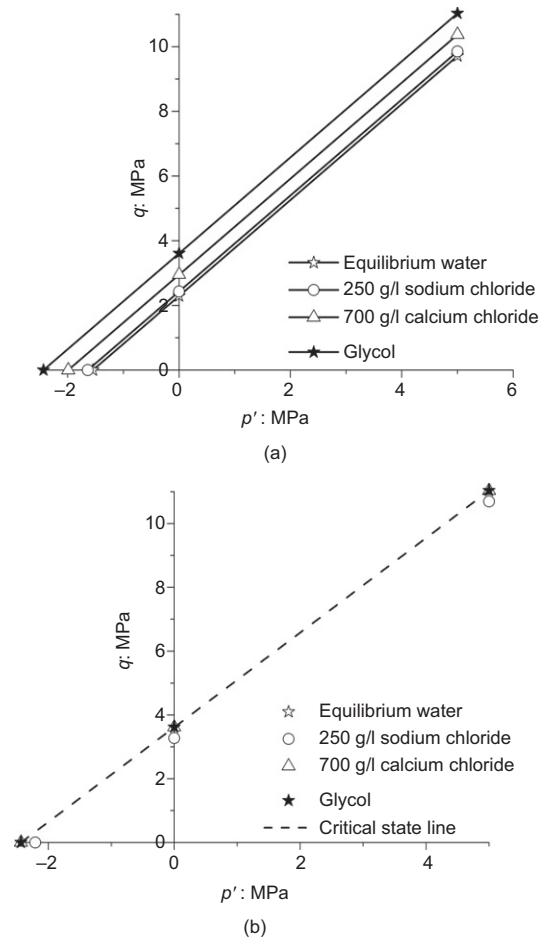 10
8
6
q: MPa
4
2
0
Equilibrium water
250 g/l sodium chloride
700 g/l calcium chloride
Glycol
–2
0
2
4
6
p′ : MPa
(a)
10
8
6
q: MPa
4
2
0
Equilibrium water
250 g/l sodium chloride
700 g/l calcium chloride
Glycol
Critical state line
–2
0
2
4
p′ : MPa
(b)